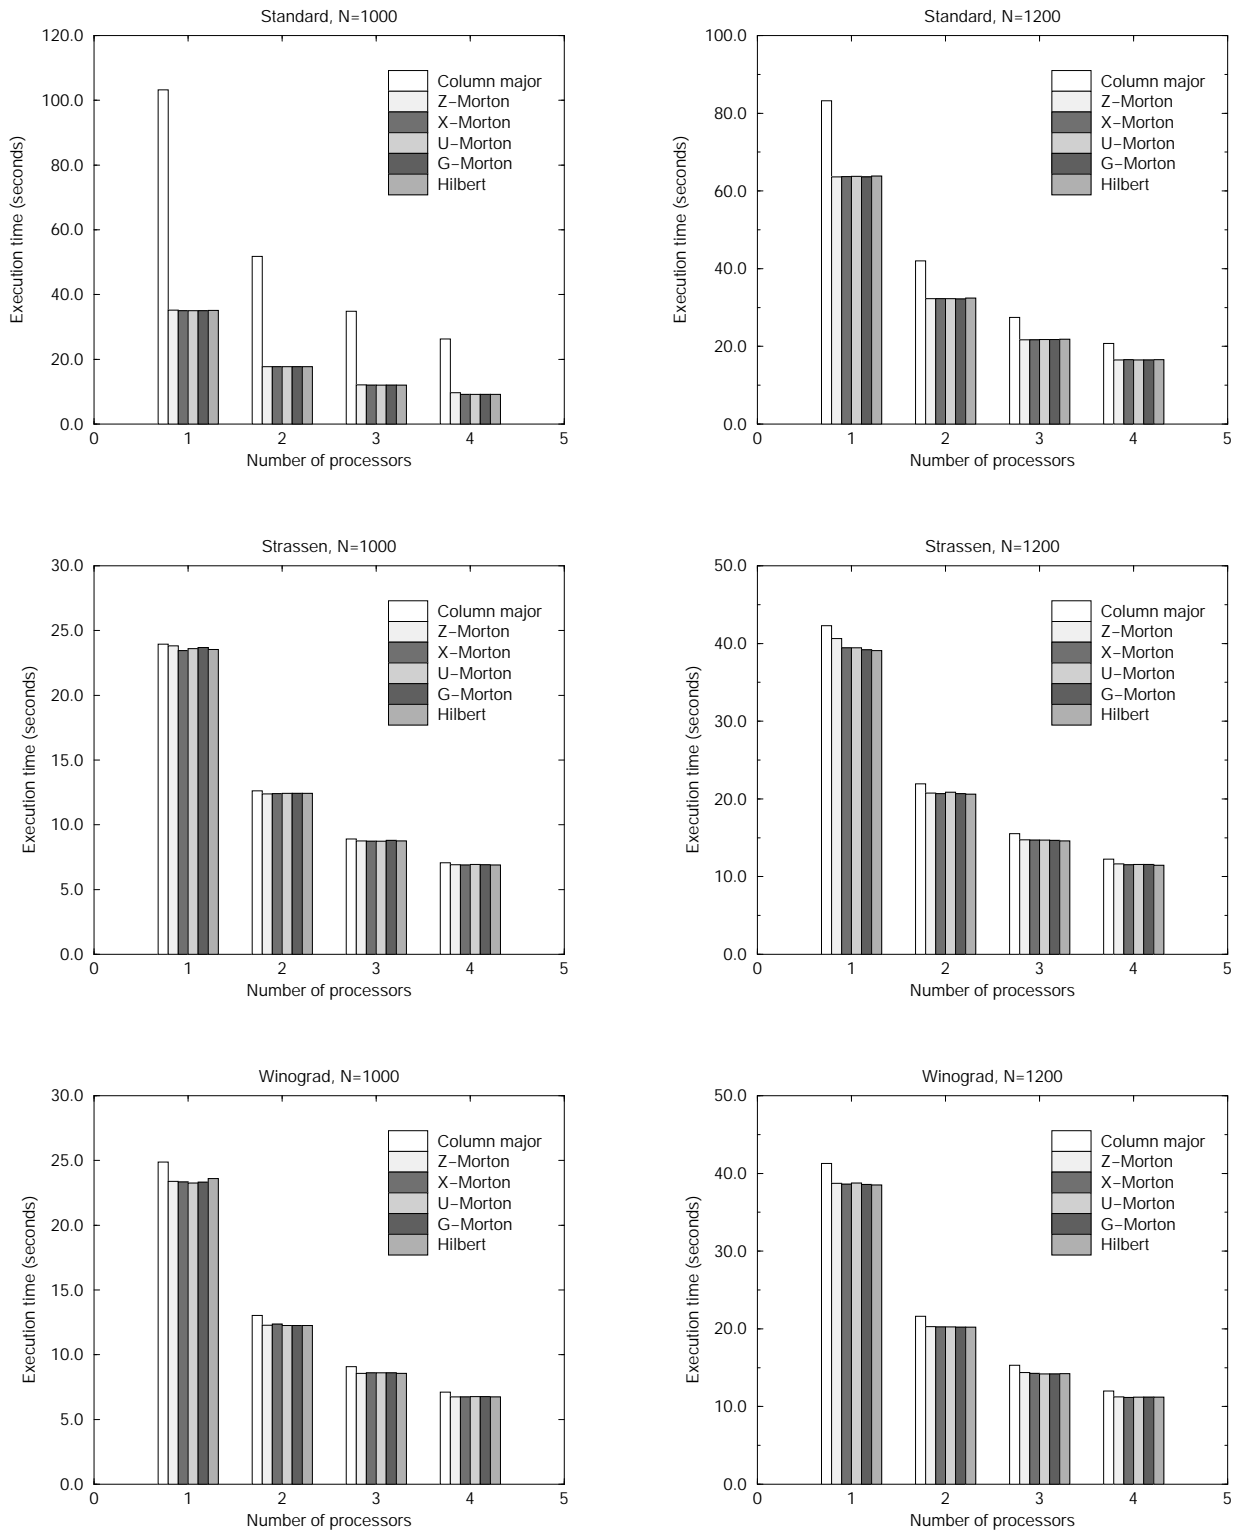 Standard, N=1000
120.0
100.0
80.0
60.0
40.0
20.0
0.0
Execution time (seconds)
Column major
Z–Morton
X–Morton
U–Morton
G–Morton
Hilbert
0 1 2 3 4 5
Number of processors
Standard, N=1200
100.0
80.0
60.0
40.0
20.0
0.0
Execution time (seconds)
Column major
Z–Morton
X–Morton
U–Morton
G–Morton
Hilbert
0 1 2 3 4 5
Number of processors
Strassen, N=1000
30.0
25.0
20.0
15.0
10.0
5.0
0.0
Execution time (seconds)
Column major
Z–Morton
X–Morton
U–Morton
G–Morton
Hilbert
0 1 2 3 4 5
Number of processors
Strassen, N=1200
50.0
40.0
30.0
20.0
10.0
0.0
Execution time (seconds)
Column major
Z–Morton
X–Morton
U–Morton
G–Morton
Hilbert
0 1 2 3 4 5
Number of processors
Winograd, N=1000
30.0
25.0
20.0
15.0
10.0
5.0
0.0
Execution time (seconds)
Column major
Z–Morton
X–Morton
U–Morton
G–Morton
Hilbert
0 1 2 3 4 5
Number of processors
Winograd, N=1200
50.0
40.0
30.0
20.0
10.0
0.0
Execution time (seconds)
Column major
Z–Morton
X–Morton
U–Morton
G–Morton
Hilbert
0 1 2 3 4 5
Number of processors